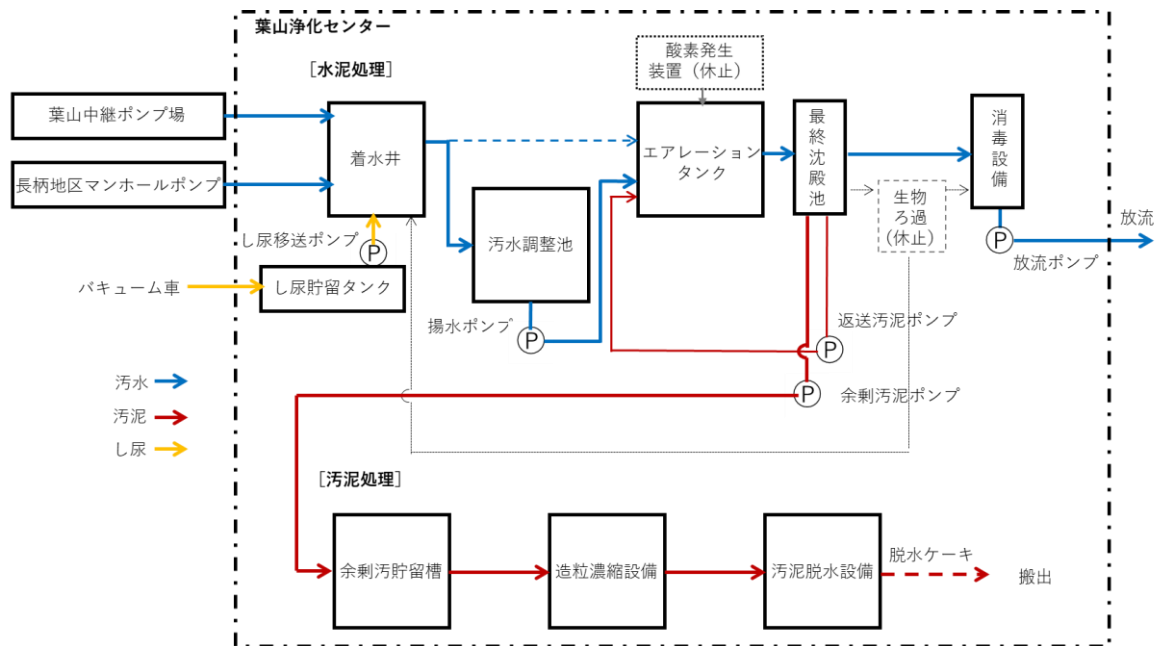 葉山浄化センター
［水泥処理］
酸素発生
装置（休止）
葉山中継ポンプ場
長柄地区マンホールポンプ
着水井
エアレーション
タンク
最終沈殿池
消毒設備
生物
ろ過
（休止）
放流
P
放流ポンプ
し尿移送ポンプ
P
汚水調整池
バキューム車
し尿貯留タンク
揚水ポンプ
P
返送汚泥ポンプ
P
汚水
汚泥
し尿
P
余剰汚泥ポンプ
［汚泥処理］
余剰汚貯留槽
造粒濃縮設備
汚泥脱水設備
脱水ケーキ
搬出